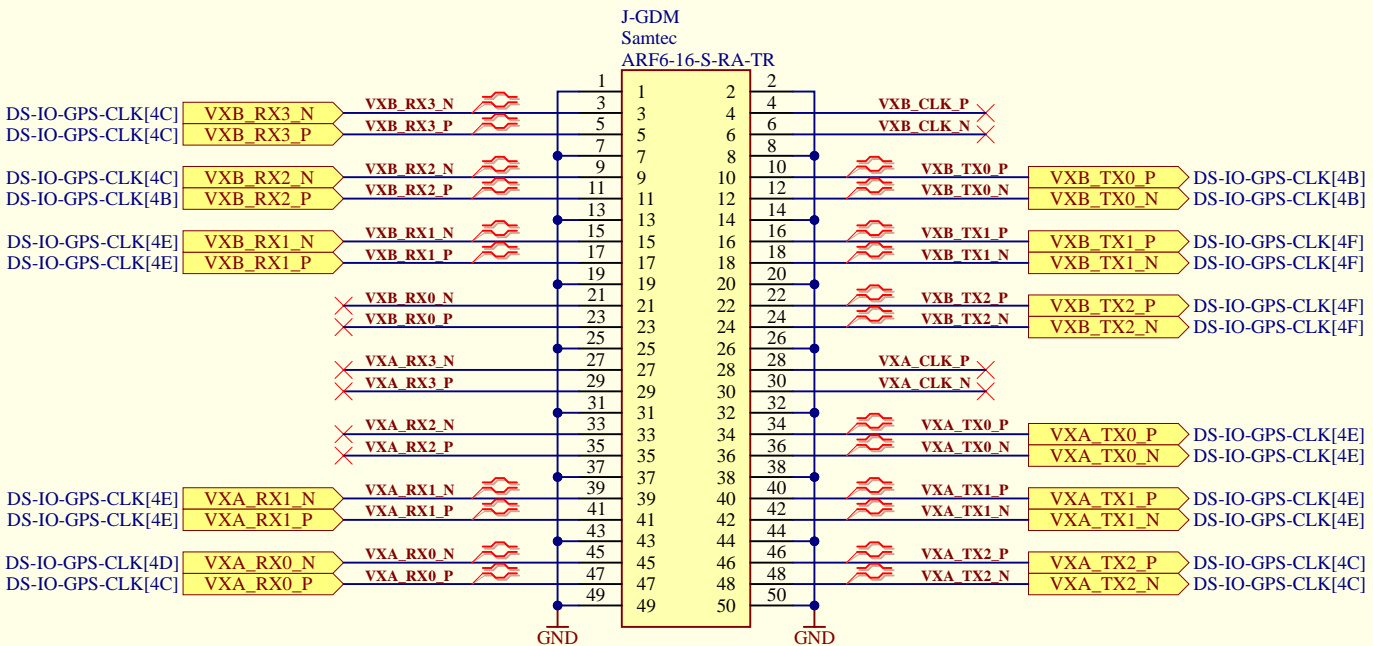 J-GDM
Samtec
ARF6-16-S-RA-TR
1 1 2 2
DS-IO-GPS-CLK[4C] VXB_RX3_N VXB_RX3_N 3 3 4 4 VXB_CLK_P
DS-IO-GPS-CLK[4C] VXB_RX3_P VXB_RX3_P 5 5 6 6 VXB_CLK_N
7 7 8 8
DS-IO-GPS-CLK[4C] VXB_RX2_N VXB_RX2_N 9 9 10 10 VXB_TX0_P VXB_TX0_P DS-IO-GPS-CLK[4B]
DS-IO-GPS-CLK[4B] VXB_RX2_P VXB_RX2_P 11 11 12 12 VXB_TX0_N VXB_TX0_N DS-IO-GPS-CLK[4B]
13 13 14 14
DS-IO-GPS-CLK[4E] VXB_RX1_N VXB_RX1_N 15 15 16 16 VXB_TX1_P VXB_TX1_P DS-IO-GPS-CLK[4F]
DS-IO-GPS-CLK[4E] VXB_RX1_P VXB_RX1_P 17 17 18 18 VXB_TX1_N VXB_TX1_N DS-IO-GPS-CLK[4F]
19 19 20 20
VXB_RX0_N 21 21 22 22 VXB_TX2_P VXB_TX2_P DS-IO-GPS-CLK[4F]
VXB_RX0_P 23 23 24 24 VXB_TX2_N VXB_TX2_N DS-IO-GPS-CLK[4F]
25 25 26 26
VXA_RX3_N 27 27 28 28 VXA_CLK_P
VXA_RX3_P 29 29 30 30 VXA_CLK_N
31 31 32 32
VXA_RX2_N 33 33 34 34 VXA_TX0_P VXA_TX0_P DS-IO-GPS-CLK[4E]
VXA_RX2_P 35 35 36 36 VXA_TX0_N VXA_TX0_N DS-IO-GPS-CLK[4E]
37 37 38 38
DS-IO-GPS-CLK[4E] VXA_RX1_N VXA_RX1_N 39 39 40 40 VXA_TX1_P VXA_TX1_P DS-IO-GPS-CLK[4E]
DS-IO-GPS-CLK[4E] VXA_RX1_P VXA_RX1_P 41 41 42 42 VXA_TX1_N VXA_TX1_N DS-IO-GPS-CLK[4E]
43 43 44 44
DS-IO-GPS-CLK[4D] VXA_RX0_N VXA_RX0_N 45 45 46 46 VXA_TX2_P VXA_TX2_P DS-IO-GPS-CLK[4C]
DS-IO-GPS-CLK[4C] VXA_RX0_P VXA_RX0_P 47 47 48 48 VXA_TX2_N VXA_TX2_N DS-IO-GPS-CLK[4C]
49 49 50 50
GND GND